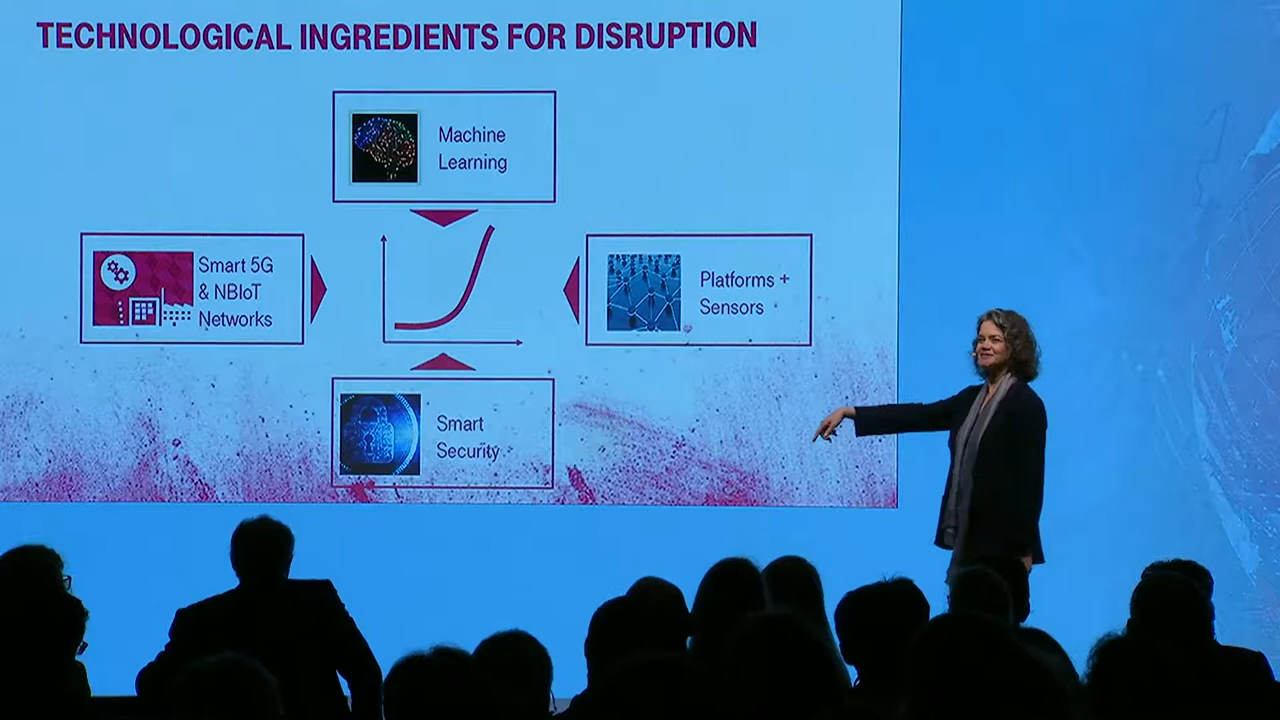 TECHNOLOGICAL INGREDIENTS FOR DISRUPTION
Machine
Learning
Smart 5G
& NBIoT
Networks
Platforms +
Sensors
Smart
Security